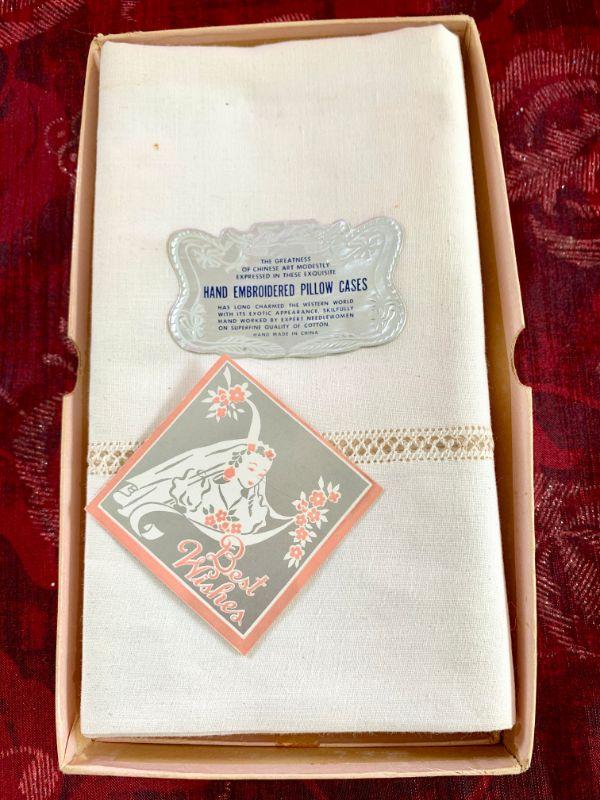 THE GREATNESS
OF CHINESE ART MODESTLY
EXPRESSED IN THESE EXQUISITE
HAND EMBROIDERED PILLOW CASES
HAS LONG CHARMED THE WESTERN WORLD
WITH ITS EXOTIC APPEARANCE, SKILFULLY
HAND WORKED BY EXPERT NEEDLEWOMEN
ON SUPERFINE QUALITY OF COTTON.
HAND MADE IN CHINA
Best
Wishes